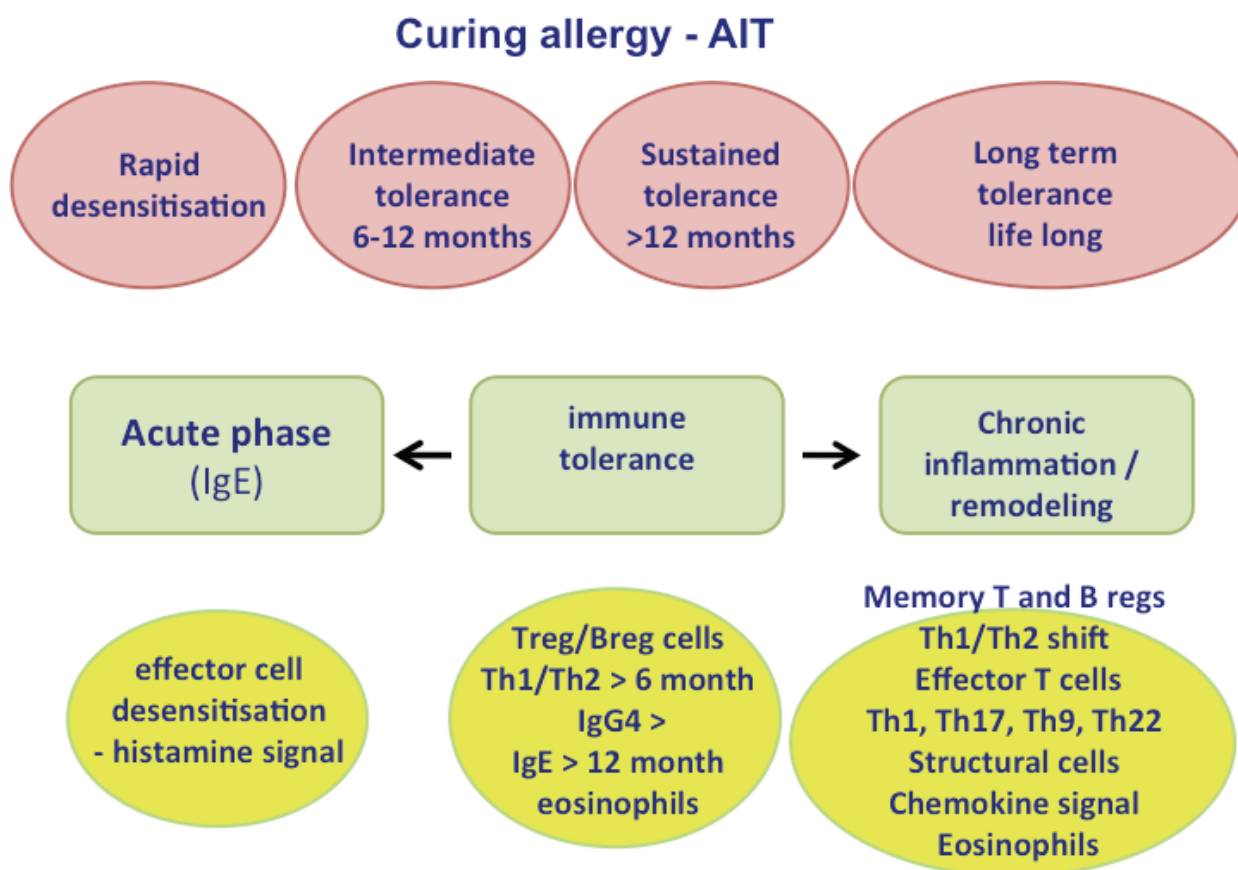 Curing allergy - AIT
Rapid
desensitisation
Intermediate
tolerance
6-12 months
Sustained
tolerance
>12 months
Long term
tolerance
life long
Acute phase
(IgE)
immune
tolerance
Chronic
inflammation /
remodeling
effector cell
desensitisation
- histamine signal
Treg/Breg cells
Th1/Th2 > 6 month
IgG4 >
IgE > 12 month
eosinophils
Memory T and B regs
Th1/Th2 shift
Effector T cells
Th1, Th17, Th9, Th22
Structural cells
Chemokine signal
Eosinophils